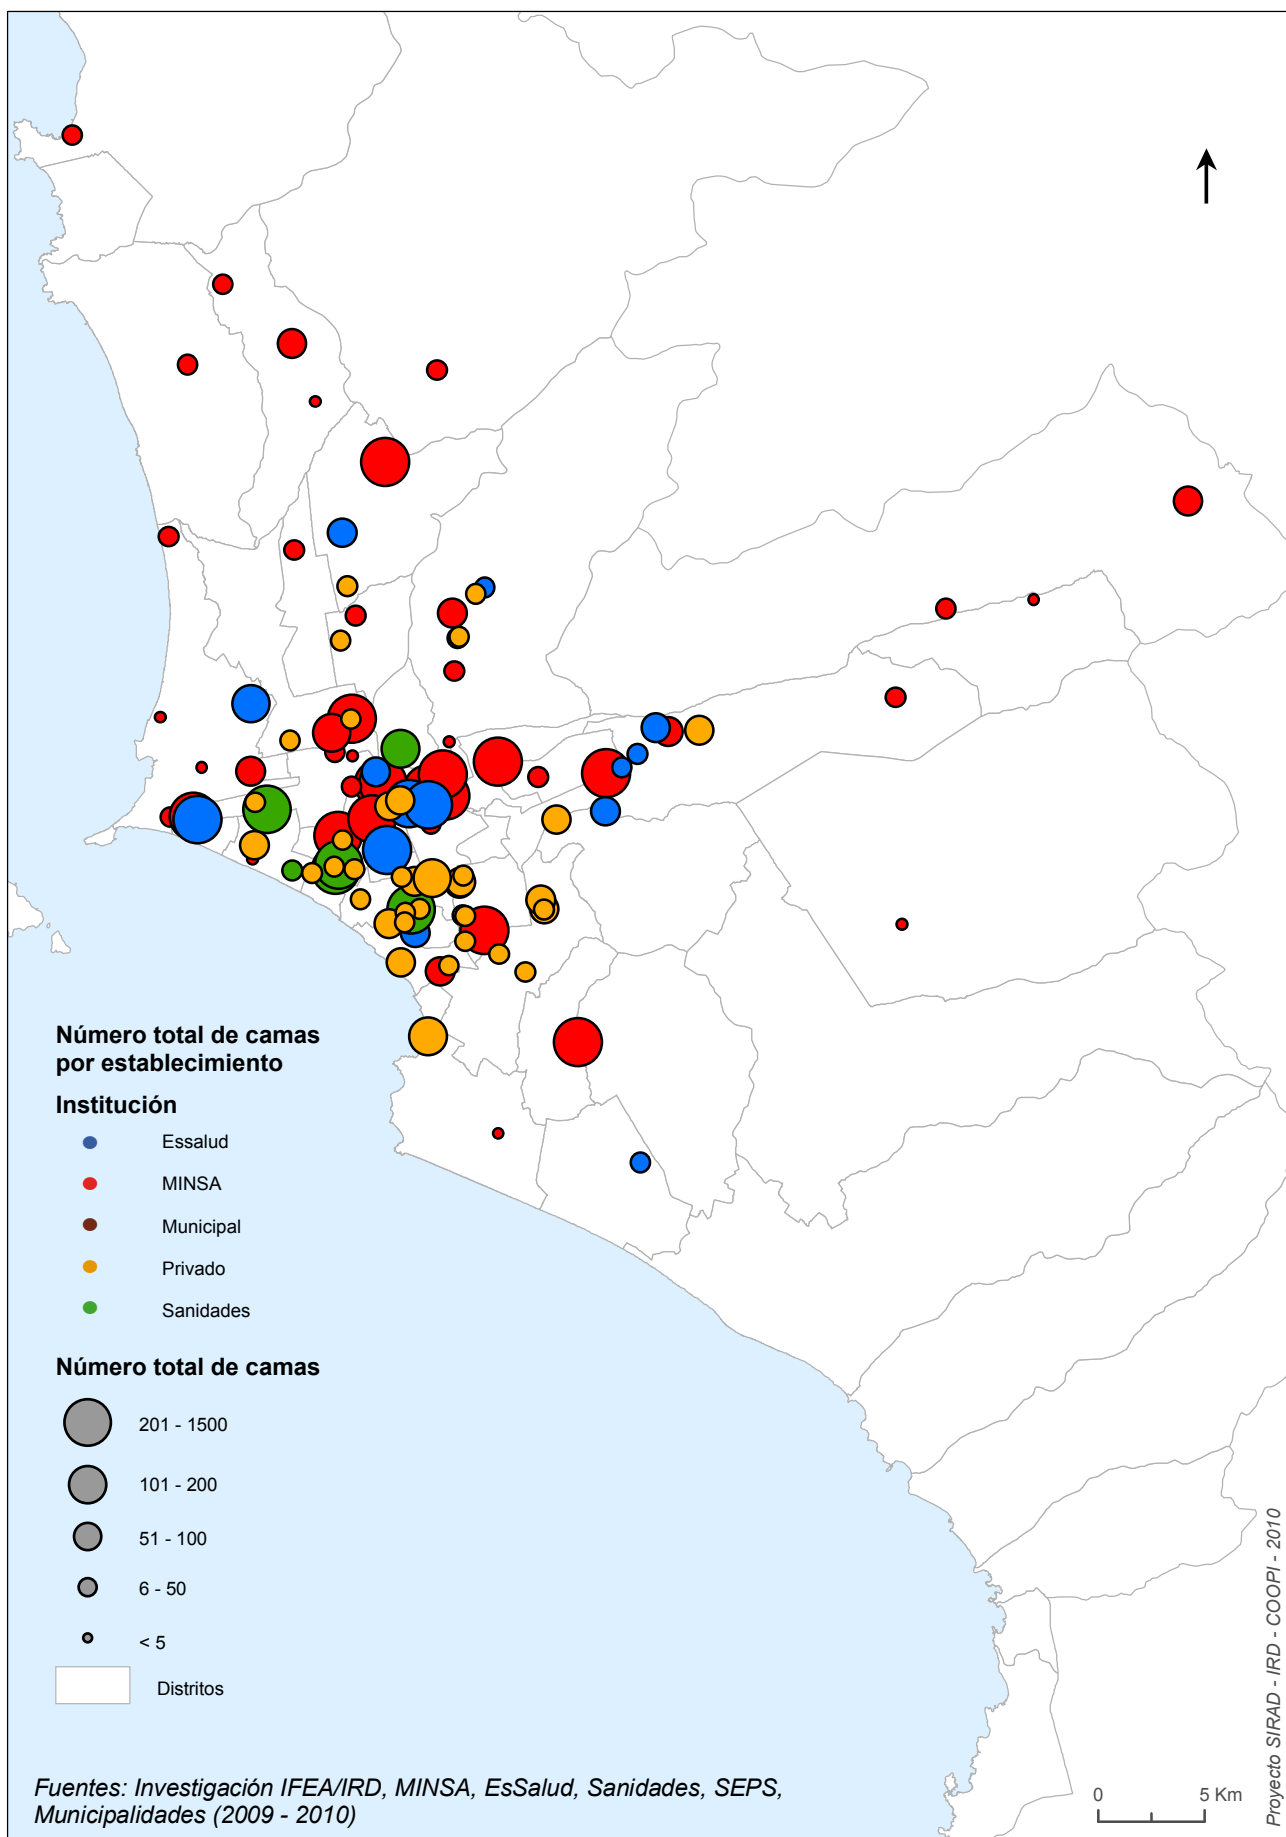 Número total de camas
por establecimiento
Institución
Essalud
MINSA
Municipal
Privado
Sanidades
Número total de camas
201 - 1500
101 - 200
51 - 100
6 - 50
< 5
Distritos
Fuentes: Investigación IFEA/IRD, MINSA, EsSalud, Sanidades, SEPS,
Municipalidades (2009 - 2010)
0 5 Km
Proyecto SIRAD - IRD - COOPI - 2010